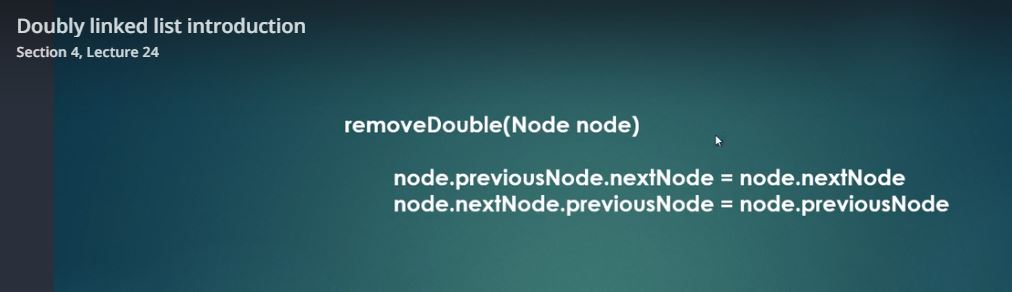 Doubly linked list introduction
Section 4, Lecture 24
removeDouble(Node node)
node.previousNode.nextNode = node.nextNode
node.nextNode.previousNode = node.previousNode